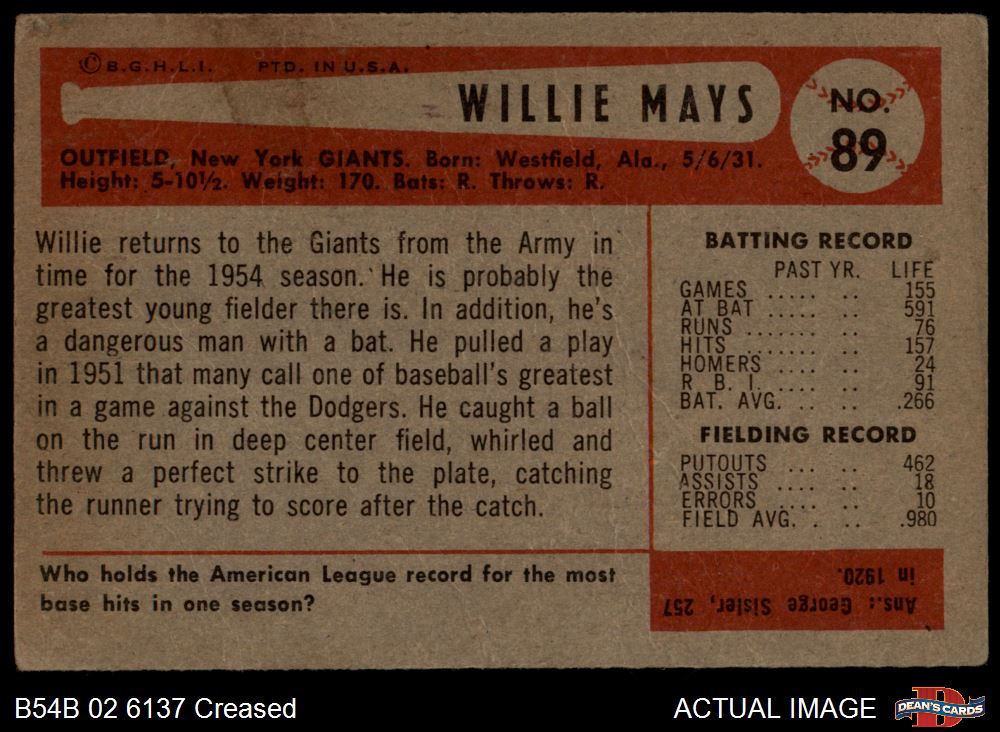 © B.G.H.L.I. PTD. IN U.S.A.
WILLIE MAYS
NO.
89
OUTFIELD, New York GIANTS. Born: Westfield, Ala., 5/6/31.
Height: 5-10½. Weight: 170. Bats: R. Throws: R.
Willie returns to the Giants from the Army in
time for the 1954 season. He is probably the
greatest young fielder there is. In addition, he's
a dangerous man with a bat. He pulled a play
in 1951 that many call one of baseball's greatest
in a game against the Dodgers. He caught a ball
on the run in deep center field, whirled and
threw a perfect strike to the plate, catching
the runner trying to score after the catch.
BATTING RECORD
PAST YR. LIFE
GAMES ..... .. 155
AT BAT ..... .. 591
RUNS ....... .. 76
HITS ....... .. 157
HOMERS .... .. 24
R. B. I. .... .. 91
BAT. AVG. .. .. .266
FIELDING RECORD
PUTOUTS ... .. 462
ASSISTS .... .. 18
ERRORS .... .. 10
FIELD AVG. . .. .980
Who holds the American League record for the most
base hits in one season?
Ans.: George Sisler, 257
in 1920.
B54B 02 6137 Creased
ACTUAL IMAGE
D
DEAN'S CARDS